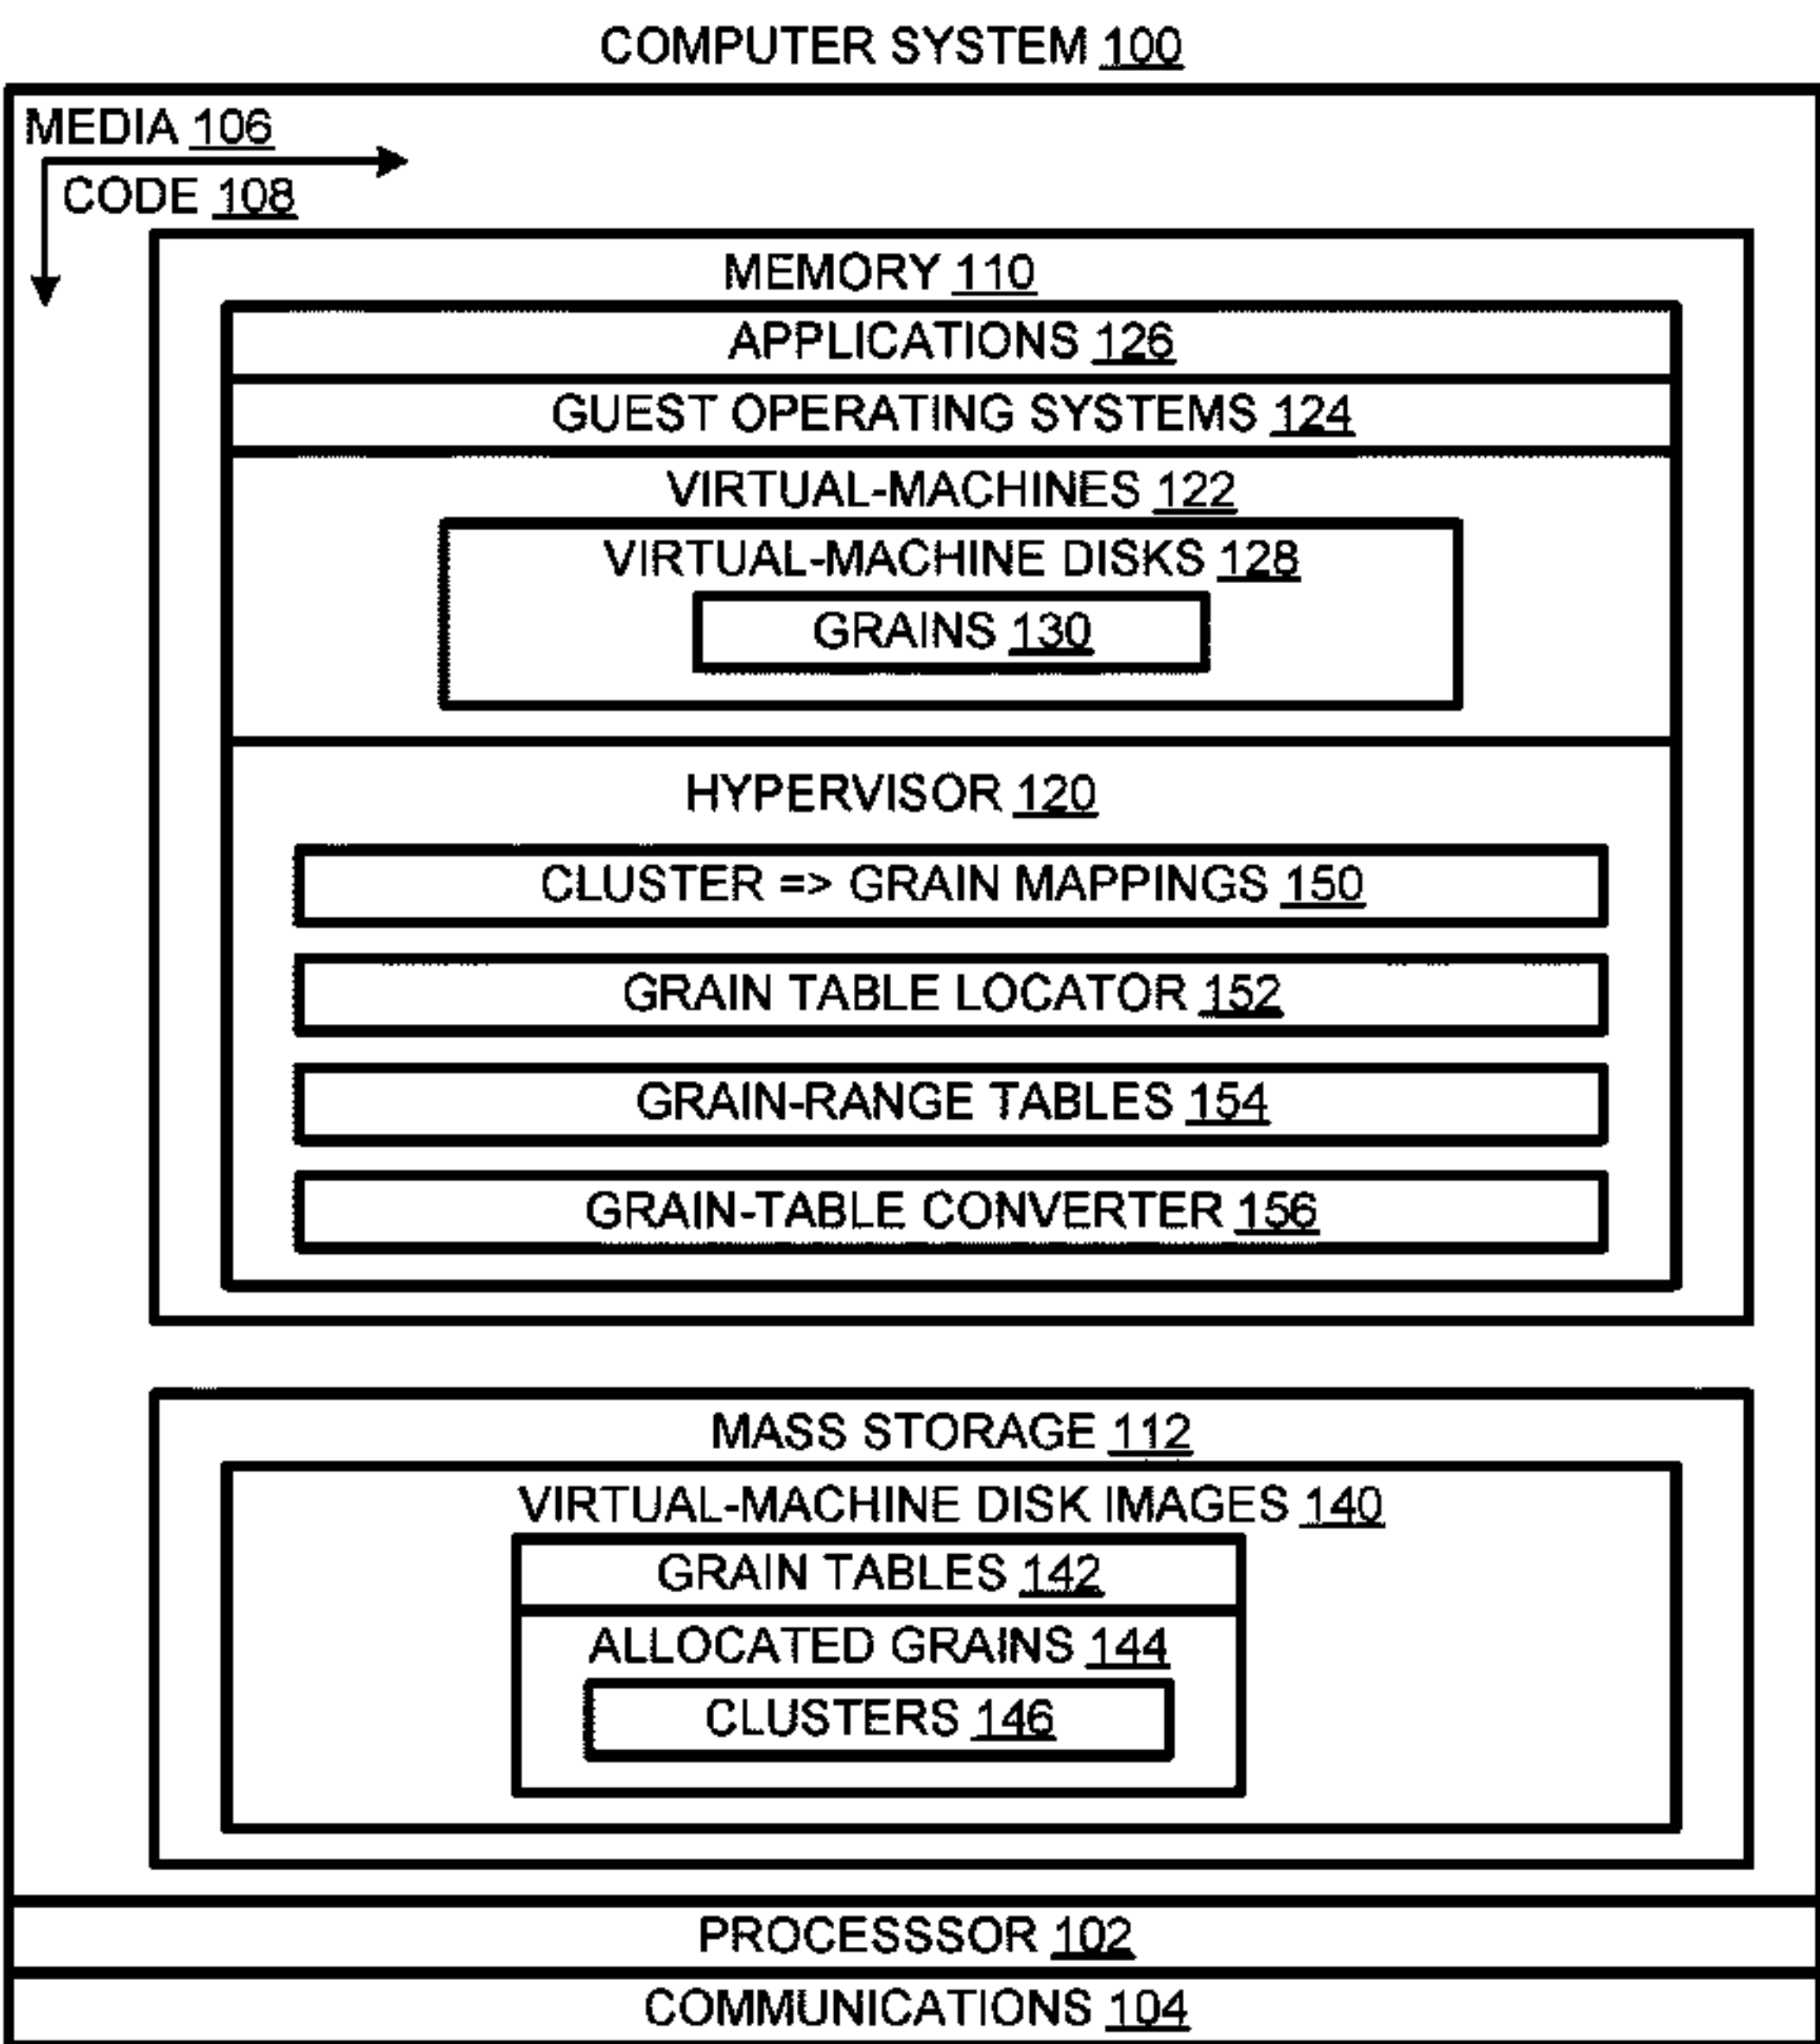 COMPUTER SYSTEM 100
MEDIA 106
CODE 108
MEMORY 110
APPLICATIONS 126
GUEST OPERATING SYSTEMS 124
VIRTUAL-MACHINES 122
VIRTUAL-MACHINE DISKS 128
GRAINS 130
HYPERVISOR 120
CLUSTER => GRAIN MAPPINGS 150
GRAIN TABLE LOCATOR 152
GRAIN-RANGE TABLES 154
GRAIN-TABLE CONVERTER 156
MASS STORAGE 112
VIRTUAL-MACHINE DISK IMAGES 140
GRAIN TABLES 142
ALLOCATED GRAINS 144
CLUSTERS 146
PROCESSSOR 102
COMMUNICATIONS 104